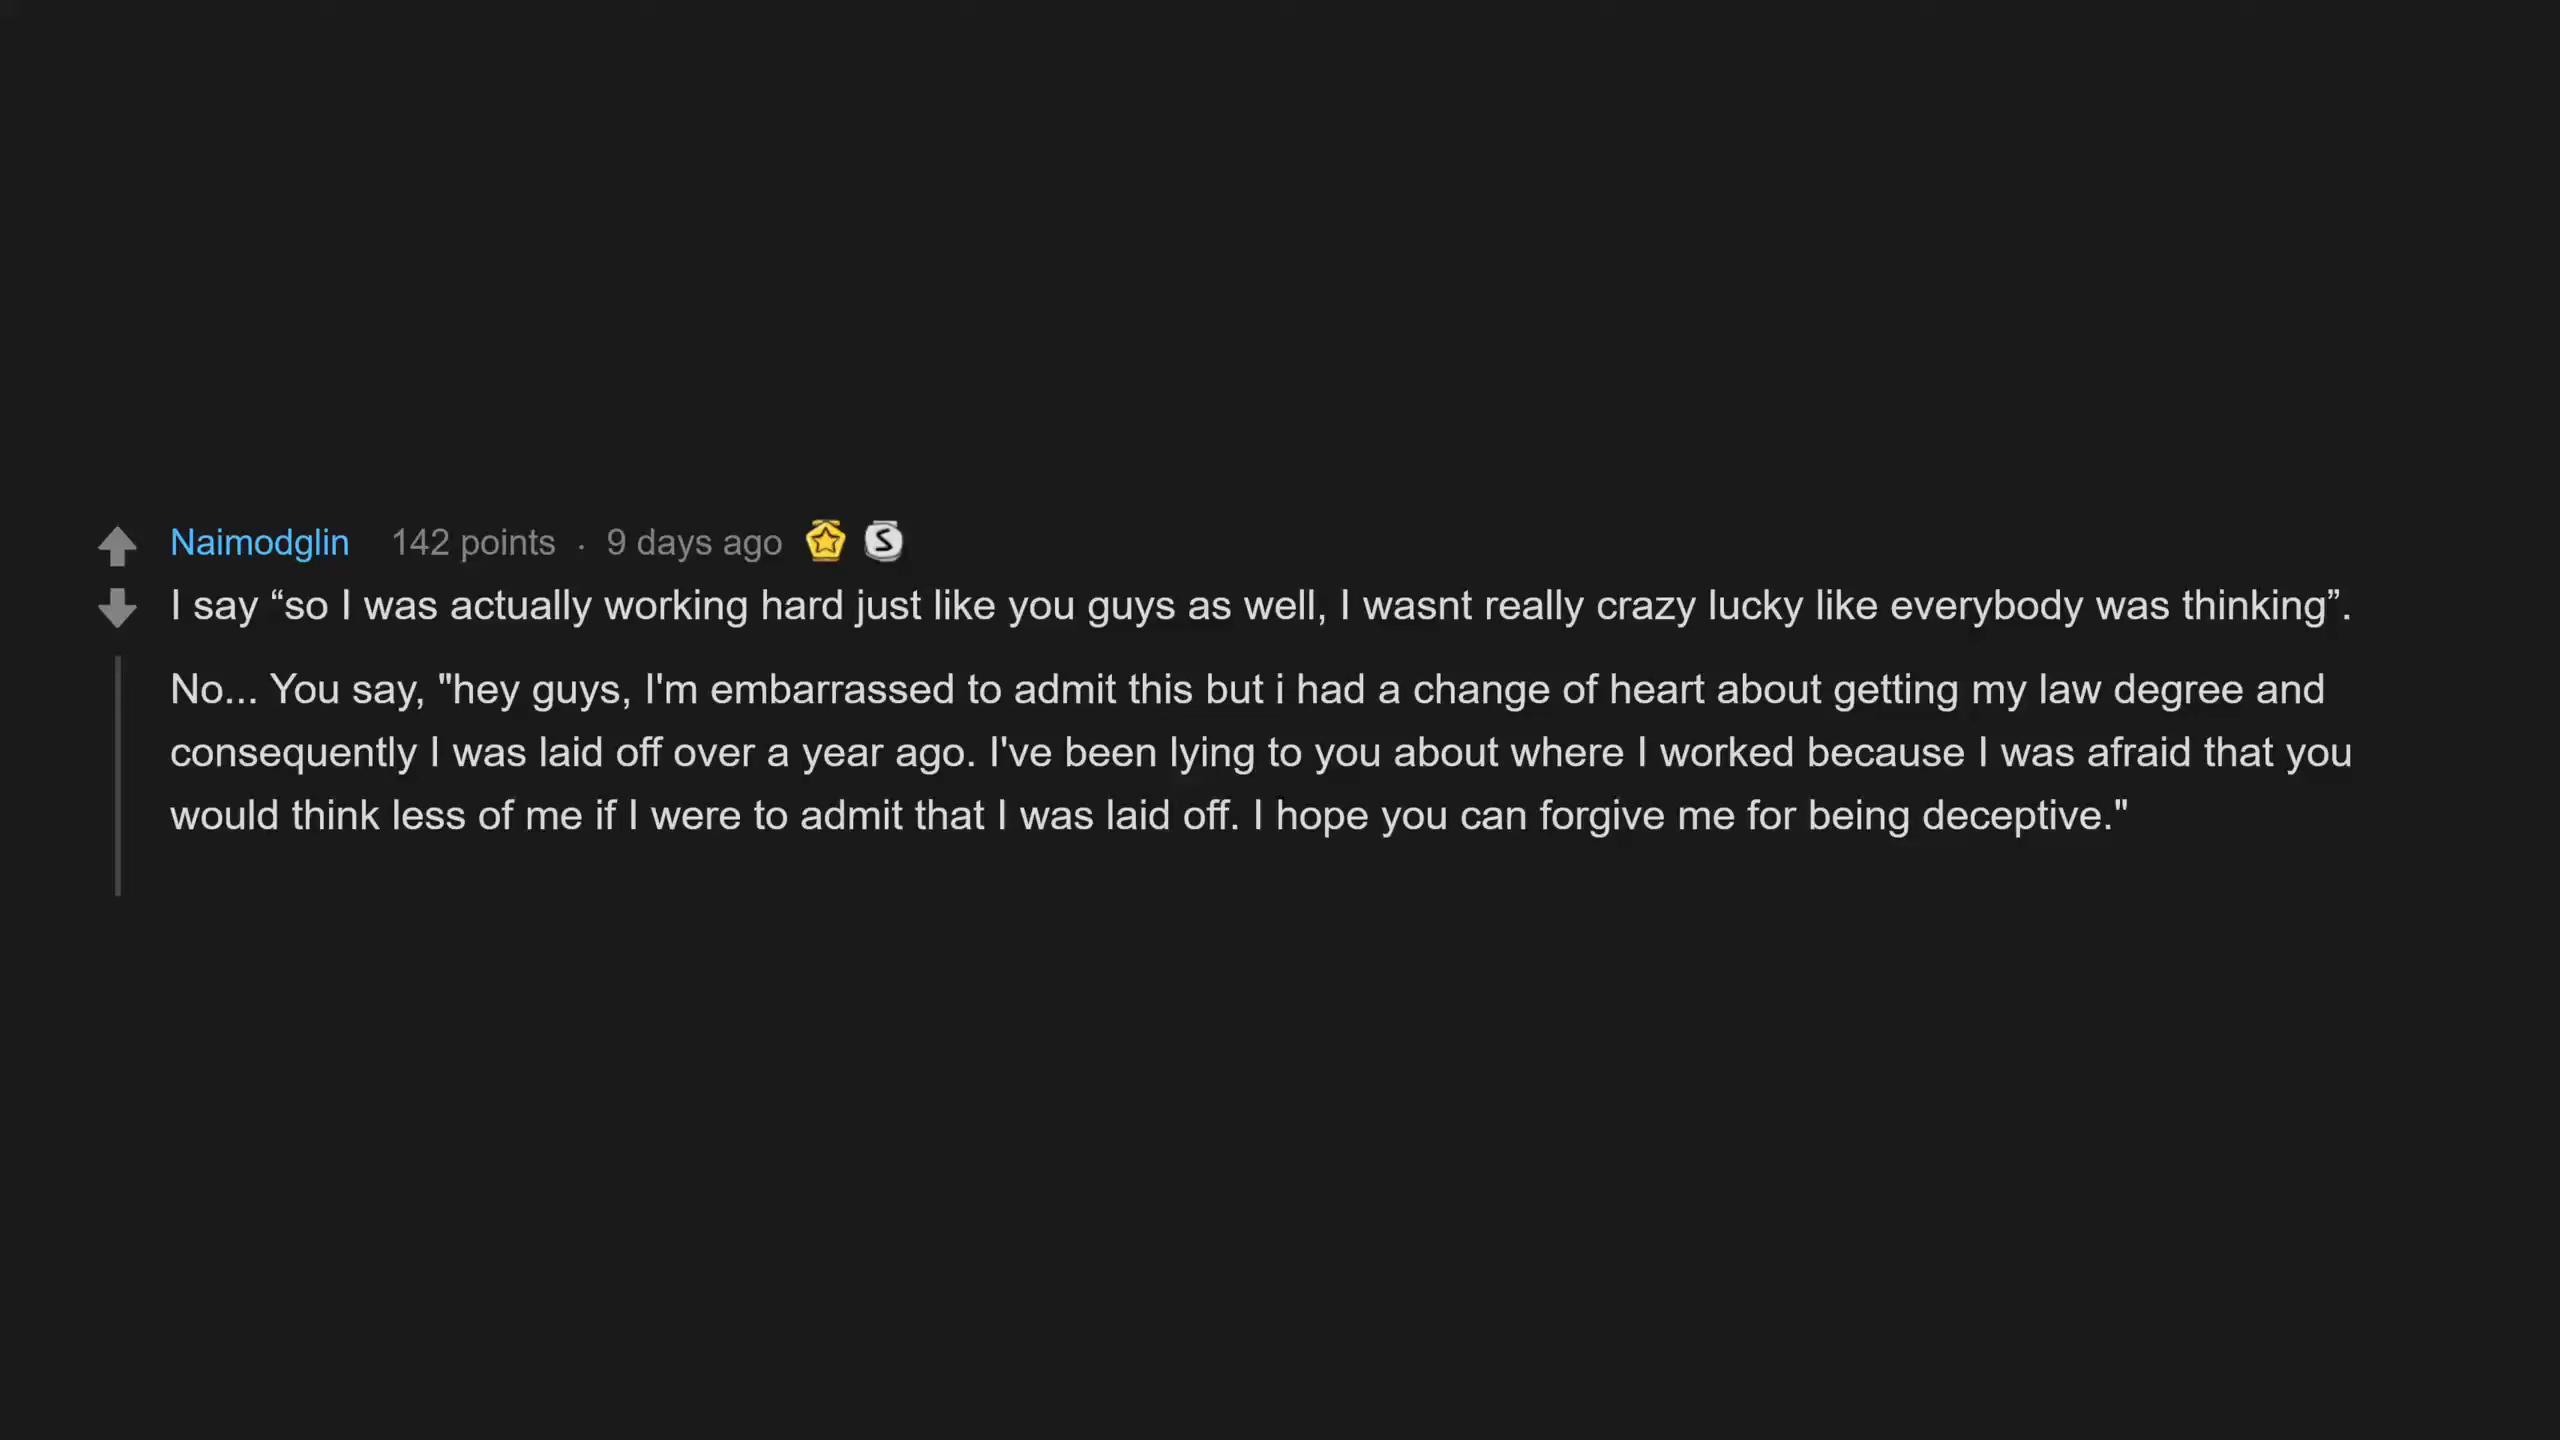 Naimodglin 142 points · 9 days ago S
I say “so I was actually working hard just like you guys as well, I wasnt really crazy lucky like everybody was thinking”.
No... You say, "hey guys, I'm embarrassed to admit this but i had a change of heart about getting my law degree and
consequently I was laid off over a year ago. I've been lying to you about where I worked because I was afraid that you
would think less of me if I were to admit that I was laid off. I hope you can forgive me for being deceptive."